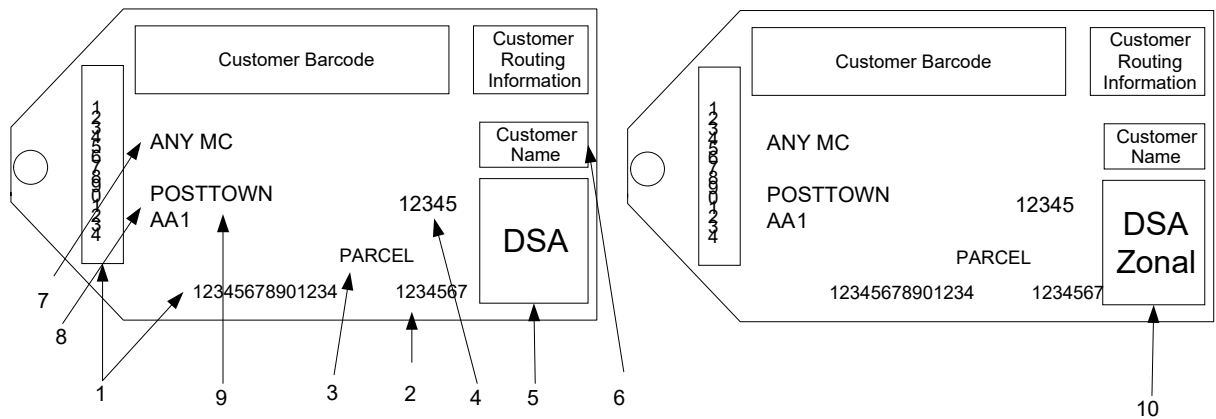 Customer Barcode
Customer
Routing
Information
12345678901234
ANY MC
Customer
Name
POSTTOWN
AA1
12345
DSA
PARCEL
12345678901234
1234567
7
8
1
9
3
2
4
5
6
Customer Barcode
Customer
Routing
Information
12345678901234
ANY MC
Customer
Name
POSTTOWN
AA1
12345
DSA
Zonal
PARCEL
12345678901234
1234567
10